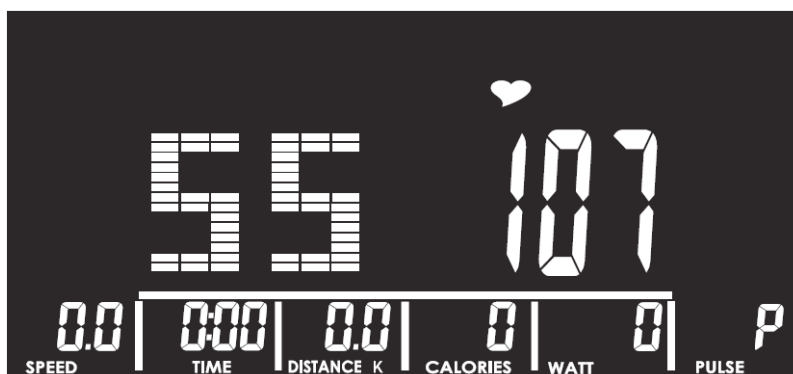 55 107
0.0 0:00 0.0 0 0 P
SPEED TIME DISTANCE K CALORIES WATT PULSE